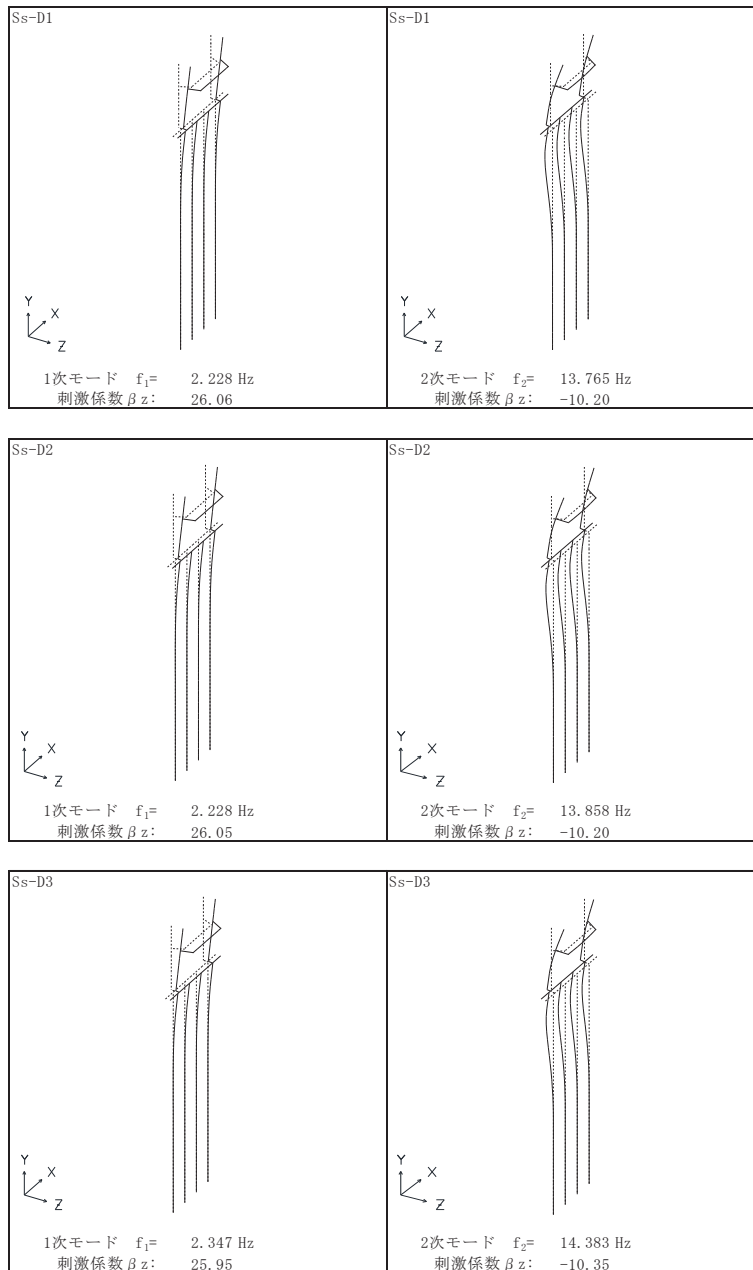 Ss-D1
Y
X
Z
1次モード f₁= 2.228 Hz
刺激係数βz: 26.06
Ss-D1
Y
X
Z
2次モード f₂= 13.765 Hz
刺激係数βz: -10.20
Ss-D2
Y
X
Z
1次モード f₁= 2.228 Hz
刺激係数βz: 26.05
Ss-D2
Y
X
Z
2次モード f₂= 13.858 Hz
刺激係数βz: -10.20
Ss-D3
Y
X
Z
1次モード f₁= 2.347 Hz
刺激係数βz: 25.95
Ss-D3
Y
X
Z
2次モード f₂= 14.383 Hz
刺激係数βz: -10.35